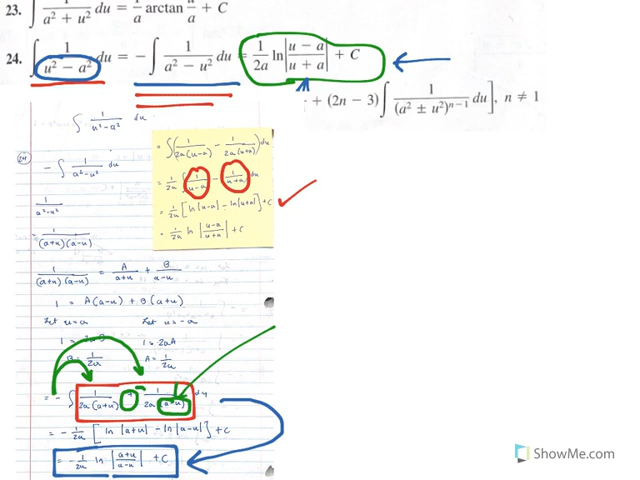 23. ∫ 1/(a² + u²) du = 1/a arctan u/a + C
24. ∫ 1/(u² − a²) du = − ∫ 1/(a² − u²) du = 1/2a ln|(u − a)/(u + a)| + C
+ (2n − 3) ∫ 1/(a² ± u²)ⁿ⁻¹ du], n ≠ 1
∫ 1/(u² − a²) du
24
− ∫ 1/(a² − u²) du
1/(a² − u²)
= 1/((a+u)(a−u))
1/((a+u)(a−u)) = A/(a+u) + B/(a−u)
1 = A(a−u) + B(a+u)
Let u = a Let u = −a
1 = 2aB 1 = 2aA
B = 1/2a A = 1/2a
= − ∫ 1/(2a(a+u)) + 1/(2a(a−u)) du
= − 1/2a [ln|a+u| − ln|a−u|] + C
= − 1/2a ln|(a+u)/(a−u)| + C
= ∫ (1/(2a(u−a)) − 1/(2a(u+a))) du
= 1/2a ∫ 1/(u−a) − 1/(u+a) du
= 1/2a [ln|u−a| − ln|u+a|] + C
= 1/2a ln|(u−a)/(u+a)| + C
ShowMe.com